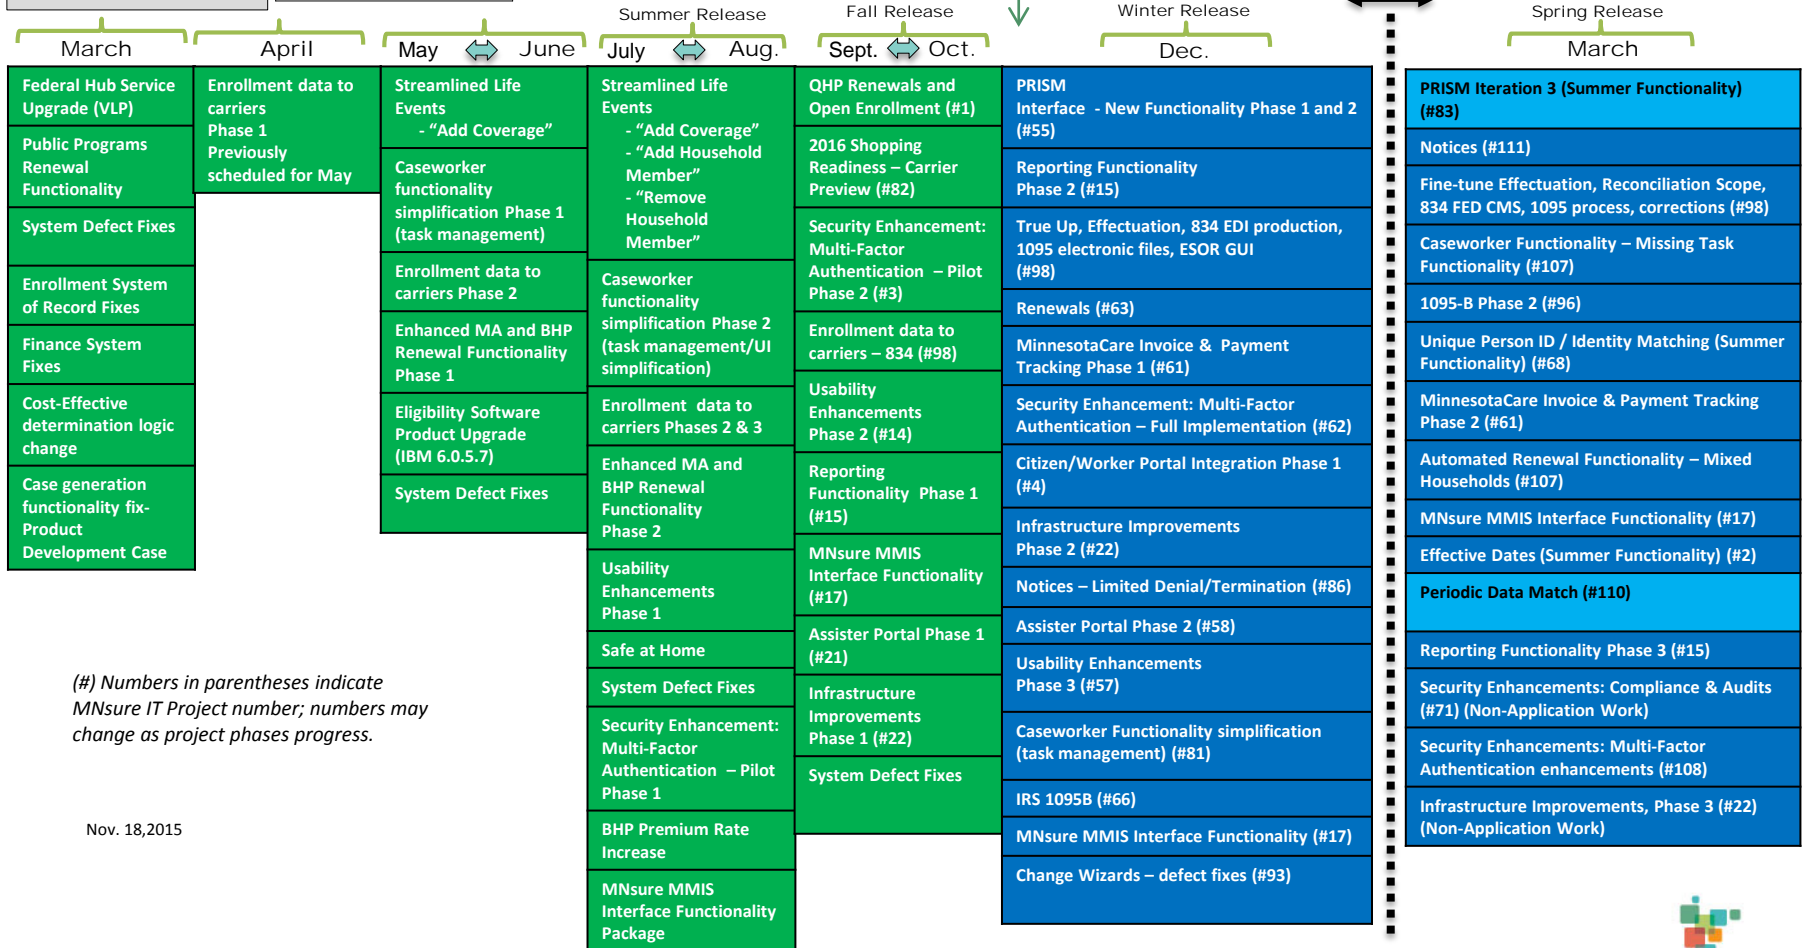 Summer Release
Fall Release
Winter Release
Spring Release
March
April
May
June
July
Aug.
Sept.
Oct.
Dec.
March
Federal Hub Service
Upgrade (VLP)
Public Programs
Renewal
Functionality
System Defect Fixes
Enrollment System
of Record Fixes
Finance System
Fixes
Cost-Effective
determination logic
change
Case generation
functionality fix-
Product
Development Case
Enrollment data to
carriers
Phase 1
Previously
scheduled for May
Streamlined Life
Events
- “Add Coverage”
Caseworker
functionality
simplification Phase 1
(task management)
Enrollment data to
carriers Phase 2
Enhanced MA and BHP
Renewal Functionality
Phase 1
Eligibility Software
Product Upgrade
(IBM 6.0.5.7)
System Defect Fixes
Streamlined Life
Events
- “Add Coverage”
- “Add Household
Member”
- “Remove
Household
Member”
Caseworker
functionality
simplification Phase 2
(task management/UI
simplification)
Enrollment data to
carriers Phases 2 & 3
Enhanced MA and
BHP Renewal
Functionality
Phase 2
Usability
Enhancements
Phase 1
Safe at Home
System Defect Fixes
Security Enhancement:
Multi-Factor
Authentication – Pilot
Phase 1
BHP Premium Rate
Increase
MNsure MMIS
Interface Functionality
Package
QHP Renewals and
Open Enrollment (#1)
2016 Shopping
Readiness – Carrier
Preview (#82)
Security Enhancement:
Multi-Factor
Authentication – Pilot
Phase 2 (#3)
Enrollment data to
carriers – 834 (#98)
Usability
Enhancements
Phase 2 (#14)
Reporting
Functionality Phase 1
(#15)
MNsure MMIS
Interface Functionality
(#17)
Assister Portal Phase 1
(#21)
Infrastructure
Improvements
Phase 1 (#22)
System Defect Fixes
PRISM
Interface - New Functionality Phase 1 and 2
(#55)
Reporting Functionality
Phase 2 (#15)
True Up, Effectuation, 834 EDI production,
1095 electronic files, ESOR GUI
(#98)
Renewals (#63)
MinnesotaCare Invoice & Payment
Tracking Phase 1 (#61)
Security Enhancement: Multi-Factor
Authentication – Full Implementation (#62)
Citizen/Worker Portal Integration Phase 1
(#4)
Infrastructure Improvements
Phase 2 (#22)
Notices – Limited Denial/Termination (#86)
Assister Portal Phase 2 (#58)
Usability Enhancements
Phase 3 (#57)
Caseworker Functionality simplification
(task management) (#81)
IRS 1095B (#66)
MNsure MMIS Interface Functionality (#17)
Change Wizards – defect fixes (#93)
PRISM Iteration 3 (Summer Functionality)
(#83)
Notices (#111)
Fine-tune Effectuation, Reconciliation Scope,
834 FED CMS, 1095 process, corrections (#98)
Caseworker Functionality – Missing Task
Functionality (#107)
1095-B Phase 2 (#96)
Unique Person ID / Identity Matching (Summer
Functionality) (#68)
MinnesotaCare Invoice & Payment Tracking
Phase 2 (#61)
Automated Renewal Functionality – Mixed
Households (#107)
MNsure MMIS Interface Functionality (#17)
Effective Dates (Summer Functionality) (#2)
Periodic Data Match (#110)
Reporting Functionality Phase 3 (#15)
Security Enhancements: Compliance & Audits
(#71) (Non-Application Work)
Security Enhancements: Multi-Factor
Authentication enhancements (#108)
Infrastructure Improvements, Phase 3 (#22)
(Non-Application Work)
(#) Numbers in parentheses indicate
MNsure IT Project number; numbers may
change as project phases progress.
Nov. 18,2015